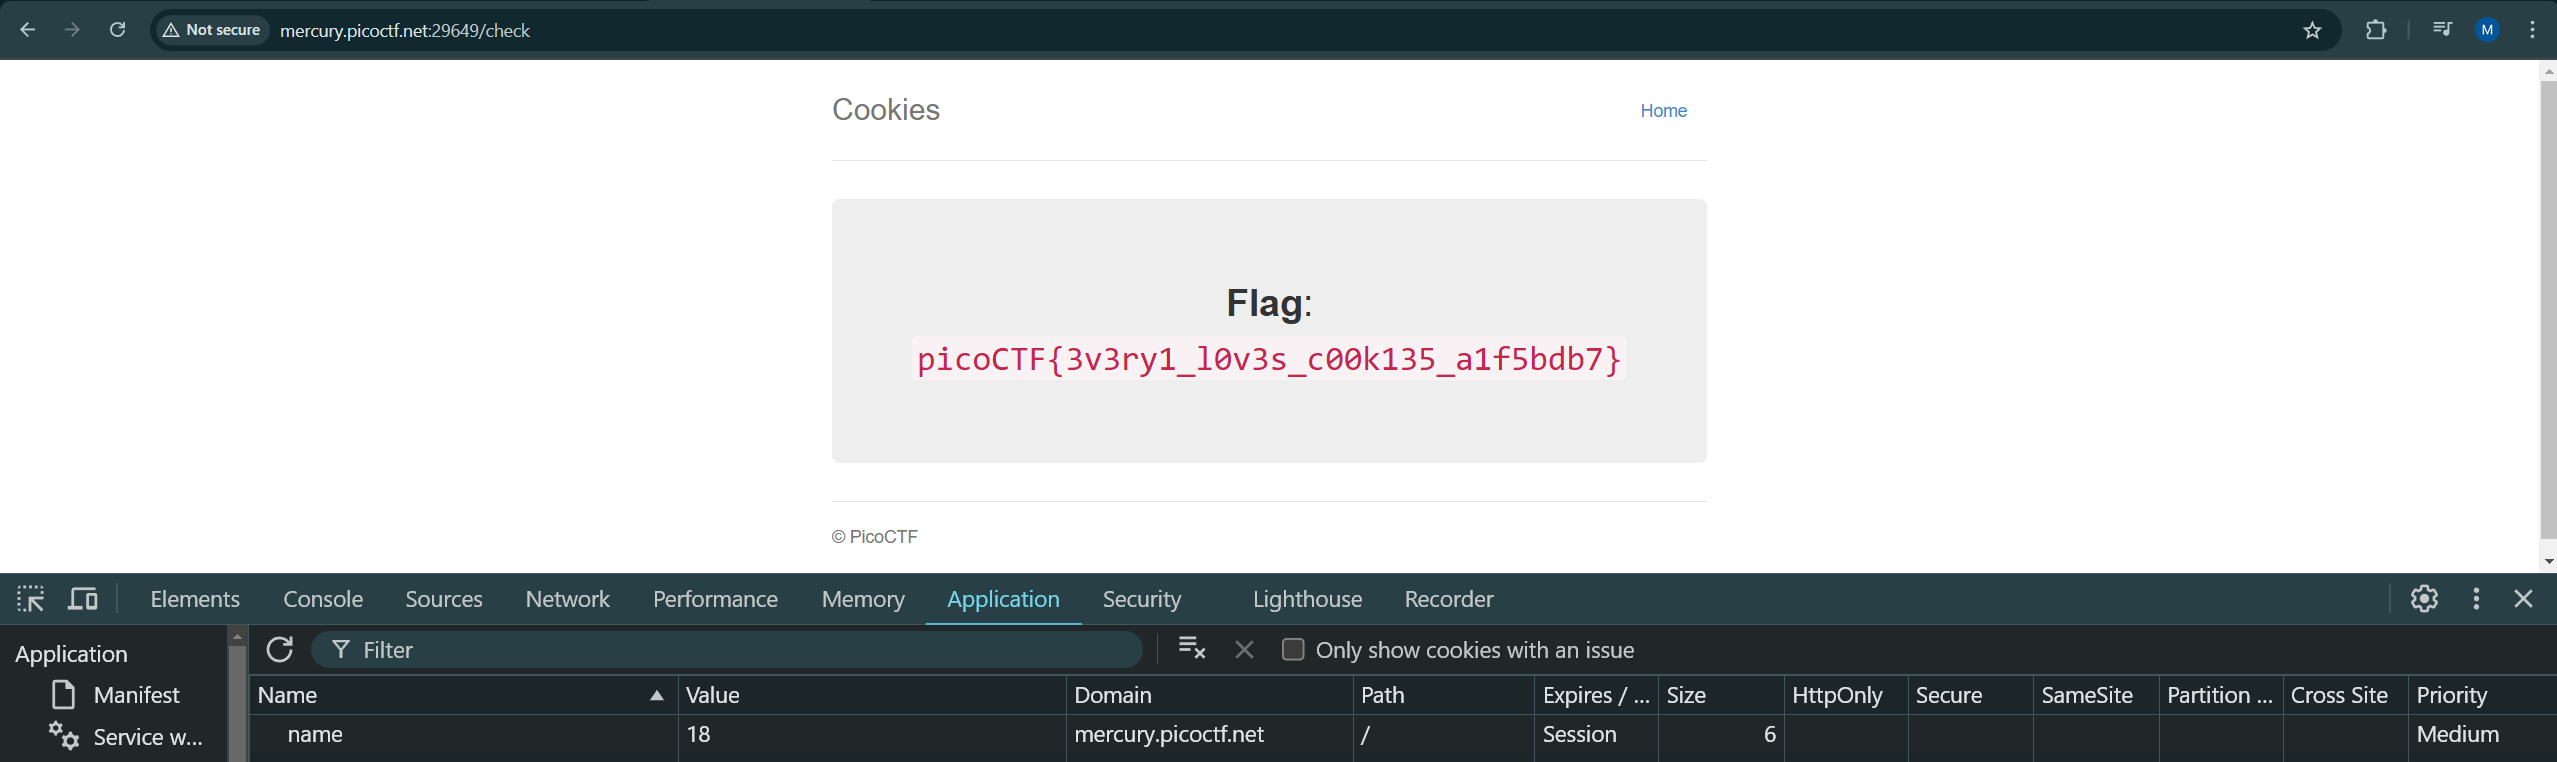 Not secure mercury.picoctf.net:29649/check M
Cookies Home
Flag:
picoCTF{3v3ry1_l0v3s_c00k135_a1f5bdb7}
© PicoCTF
Elements Console Sources Network Performance Memory Application Security Lighthouse Recorder
Application Filter Only show cookies with an issue
Manifest Name Value Domain Path Expires / ... Size HttpOnly Secure SameSite Partition ... Cross Site Priority
Service w... name 18 mercury.picoctf.net / Session 6 Medium